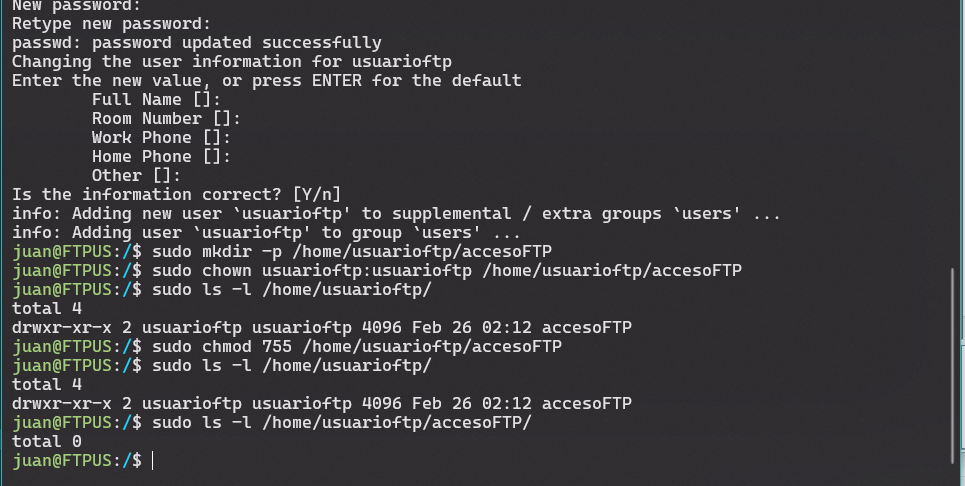 New password:
Retype new password:
passwd: password updated successfully
Changing the user information for usuarioftp
Enter the new value, or press ENTER for the default
        Full Name []:
        Room Number []:
        Work Phone []:
        Home Phone []:
        Other []:
Is the information correct? [Y/n]
info: Adding new user `usuarioftp' to supplemental / extra groups `users' ...
info: Adding user `usuarioftp' to group `users' ...
juan@FTPUS:/$ sudo mkdir -p /home/usuarioftp/accesoFTP
juan@FTPUS:/$ sudo chown usuarioftp:usuarioftp /home/usuarioftp/accesoFTP
juan@FTPUS:/$ sudo ls -l /home/usuarioftp/
total 4
drwxr-xr-x 2 usuarioftp usuarioftp 4096 Feb 26 02:12 accesoFTP
juan@FTPUS:/$ sudo chmod 755 /home/usuarioftp/accesoFTP
juan@FTPUS:/$ sudo ls -l /home/usuarioftp/
total 4
drwxr-xr-x 2 usuarioftp usuarioftp 4096 Feb 26 02:12 accesoFTP
juan@FTPUS:/$ sudo ls -l /home/usuarioftp/accesoFTP/
total 0
juan@FTPUS:/$